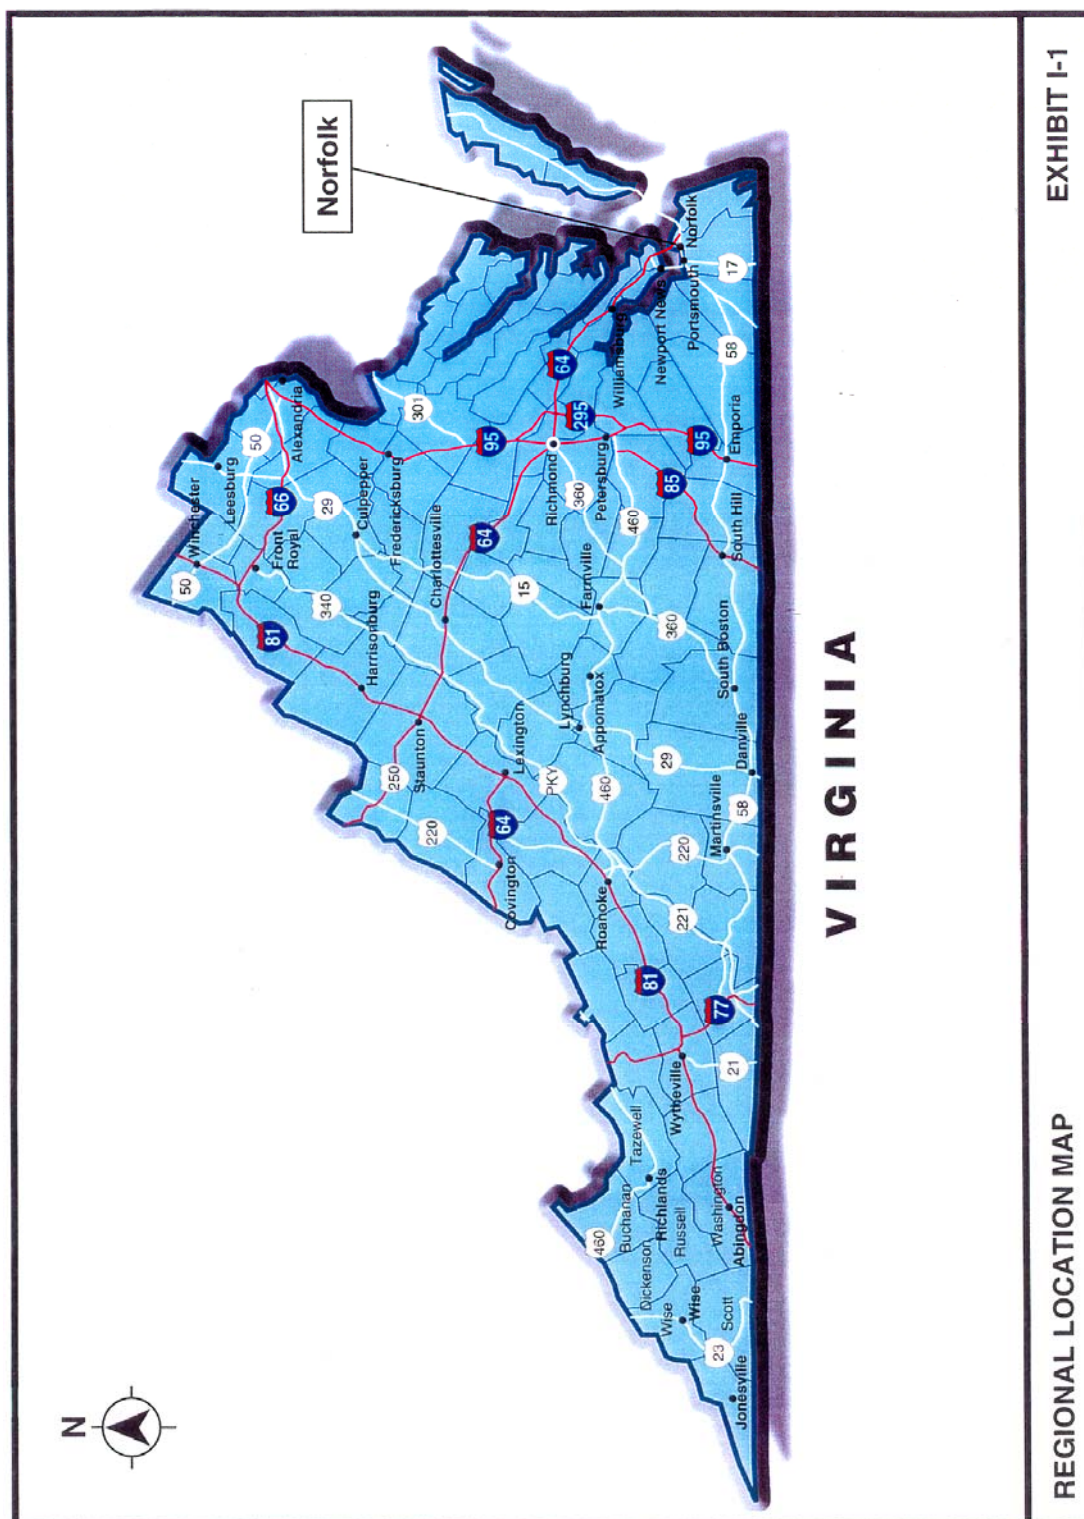 N
Norfolk
50
Winchester
Leesburg
50
Alexandria
66
Front
Royal
29
Culpepper
81
340
Harrisonburg
Fredericksburg
301
Charlottesville
95
64
250
Staunton
220
Lexington
64
Covington
15
Richmond
64
295
Williamsburg
Newport News
Portsmouth
Norfolk
17
360
Petersburg
460
Farmville
Lynchburg
Appomatox
PKY
460
Roanoke
85
95
58
Emporia
South Hill
360
South Boston
29
Danville
58
Martinsville
220
221
81
77
Wytheville
21
Tazewell
Buchanan
460
Richlands
Russell
Dickenson
Washington
Abingdon
Wise
Wise
Scott
23
Jonesville
VIRGINIA
REGIONAL LOCATION MAP
EXHIBIT I-1